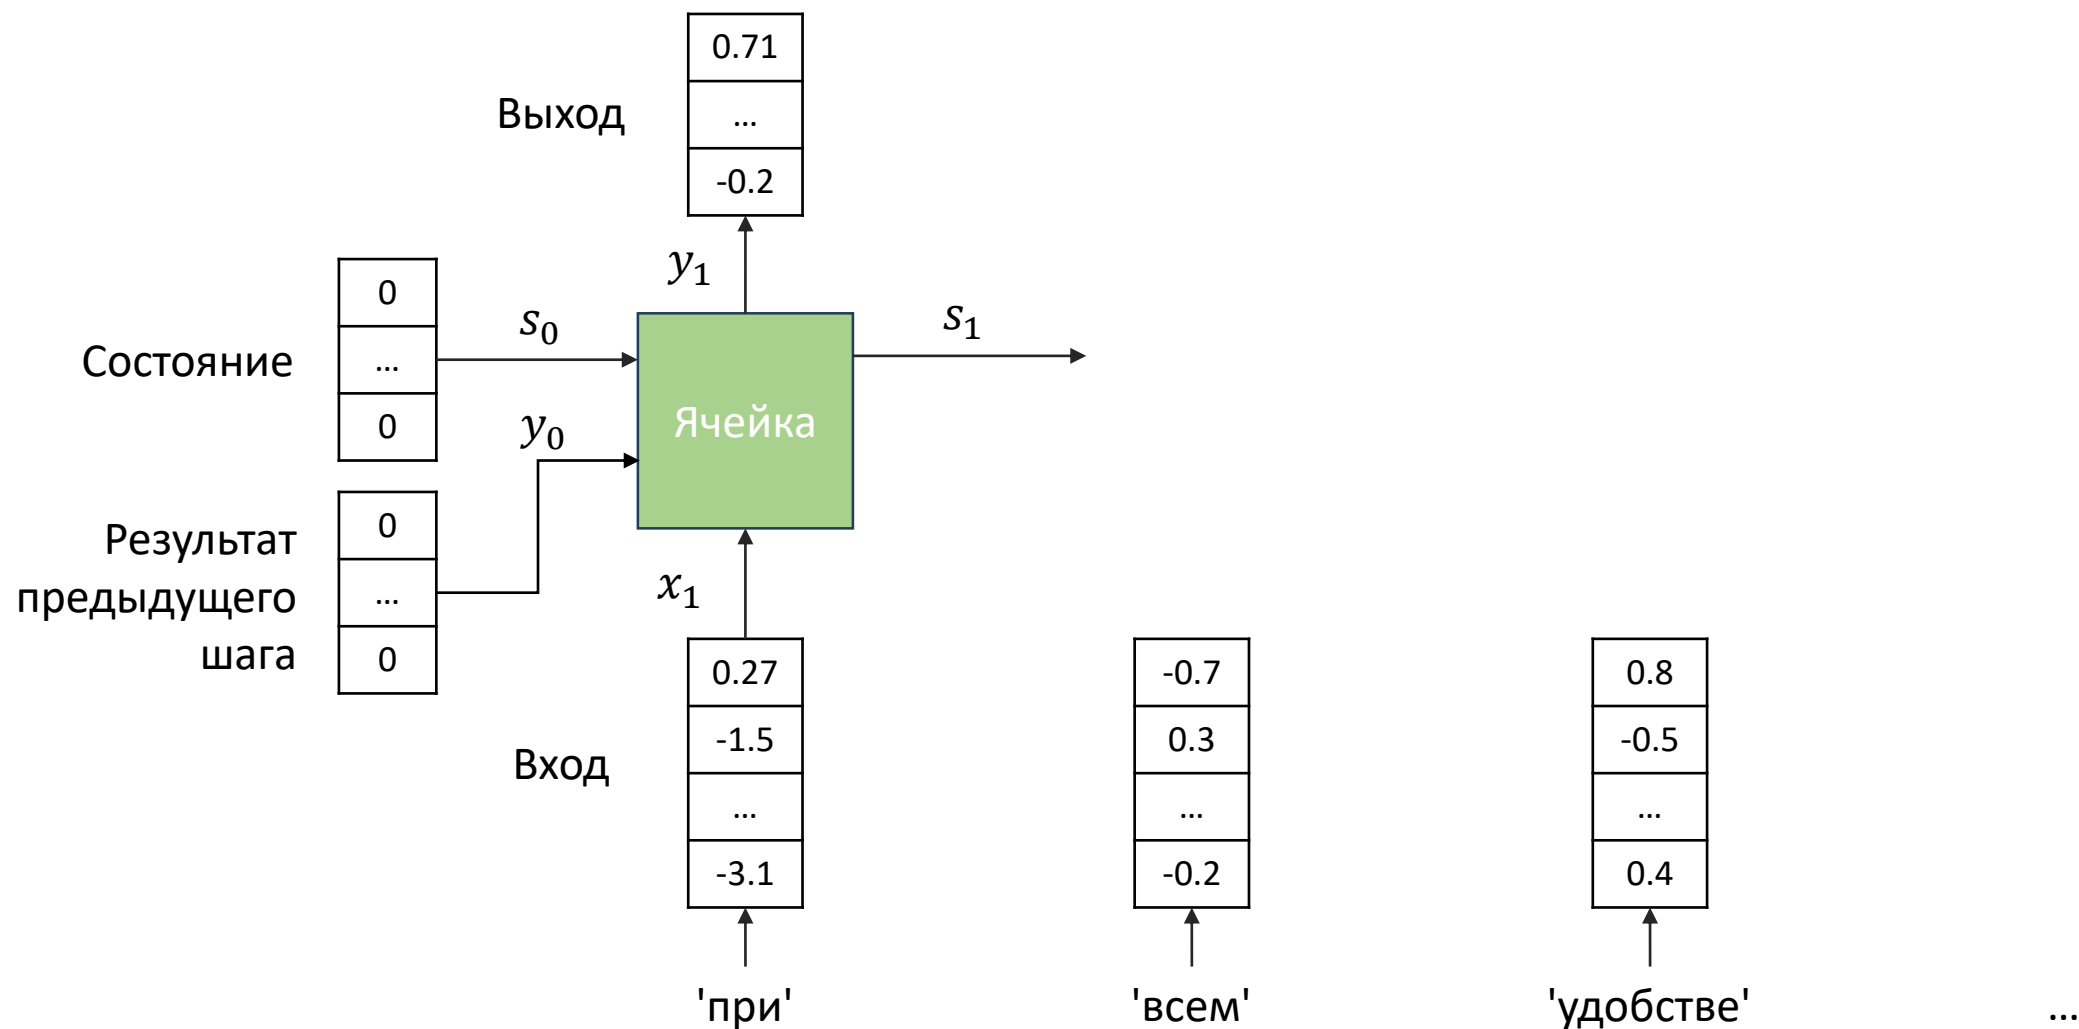 0.71
Выход
...
-0.2
y₁
0
s₀
s₁
Состояние
...
Ячейка
0
y₀
0
Результат
предыдущего
...
шага
0
x₁
0.27
-0.7
0.8
-1.5
0.3
-0.5
Вход
...
...
...
-3.1
-0.2
0.4
'при'
'всем'
'удобстве'
...